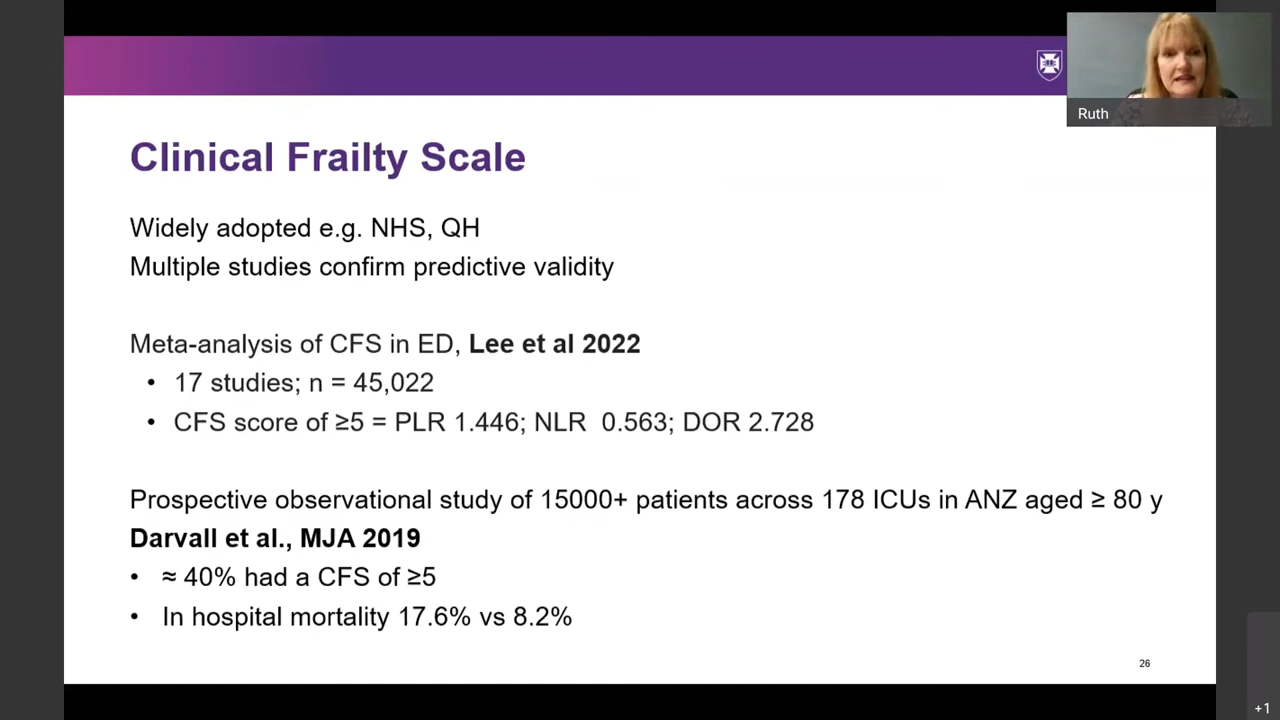 Ruth
Clinical Frailty Scale
Widely adopted e.g. NHS, QH
Multiple studies confirm predictive validity
Meta-analysis of CFS in ED, Lee et al 2022
• 17 studies; n = 45,022
• CFS score of ≥5 = PLR 1.446; NLR 0.563; DOR 2.728
Prospective observational study of 15000+ patients across 178 ICUs in ANZ aged ≥ 80 y
Darvall et al., MJA 2019
• ≈ 40% had a CFS of ≥5
• In hospital mortality 17.6% vs 8.2%
26
+1